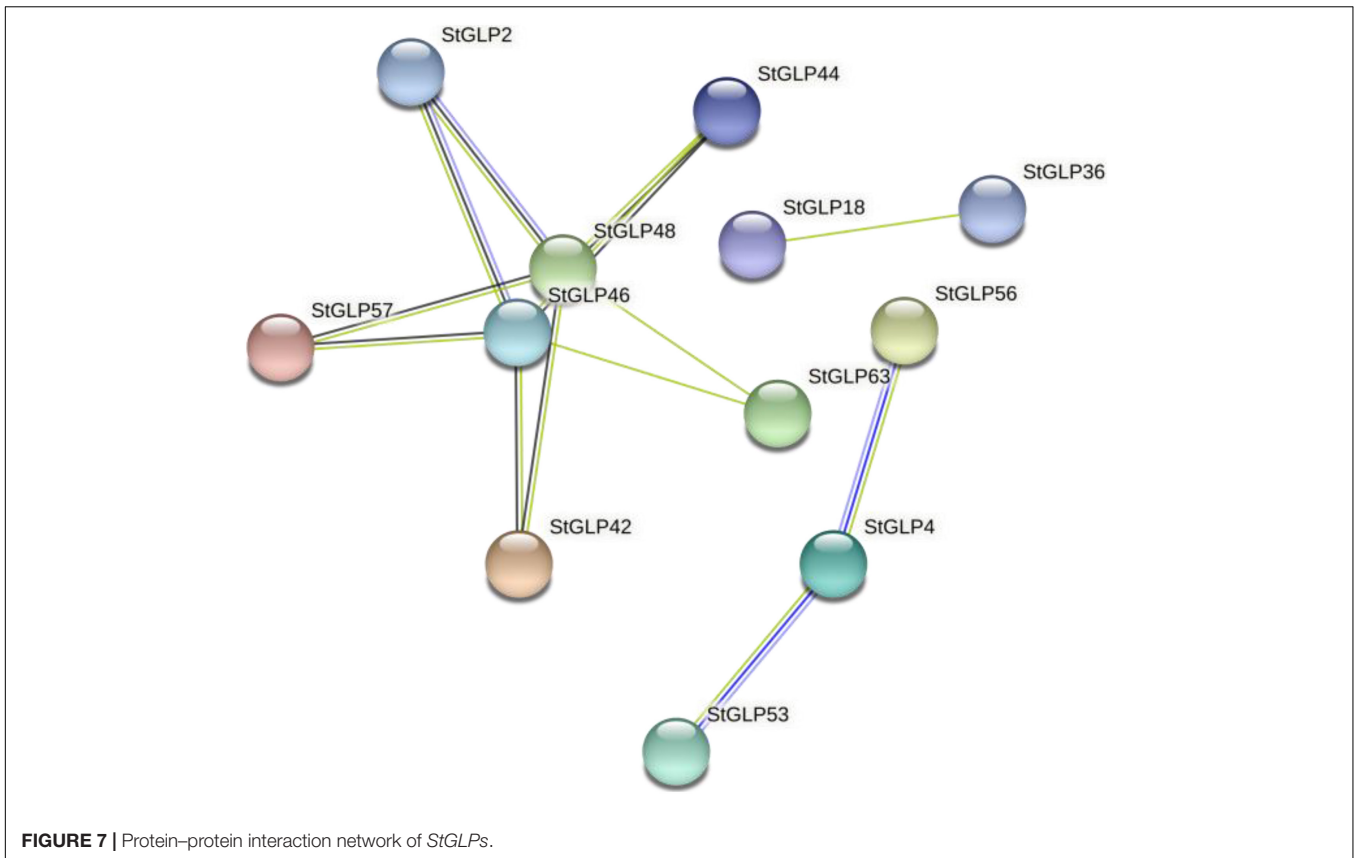 StGLP2
StGLP44
StGLP36
StGLP18
StGLP48
StGLP46
StGLP56
StGLP57
StGLP63
StGLP42
StGLP4
StGLP53
FIGURE 7 | Protein–protein interaction network of StGLPs.